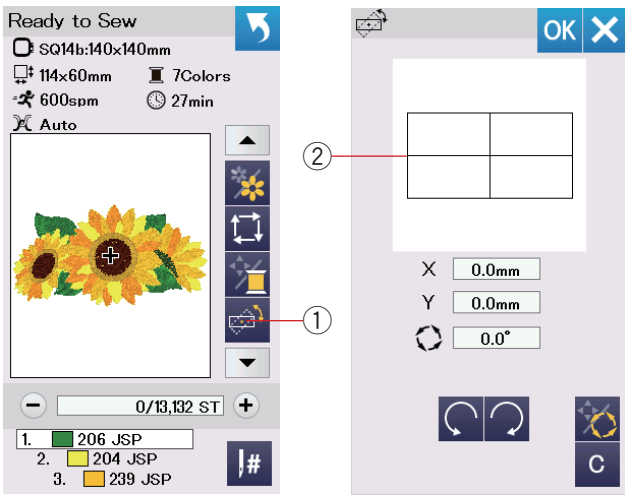 Ready to Sew
SQ14b:140x140mm
114x60mm 7Colors
600spm 27min
Auto
0/13,132 ST
1. 206 JSP
2. 204 JSP
3. 239 JSP
#
1
OK
2
X 0.0mm
Y 0.0mm
0.0°
C